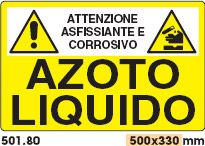 ATTENZIONE
ASFISSIANTE E
CORROSIVO
AZOTO
LIQUIDO
501.80 500x330 mm